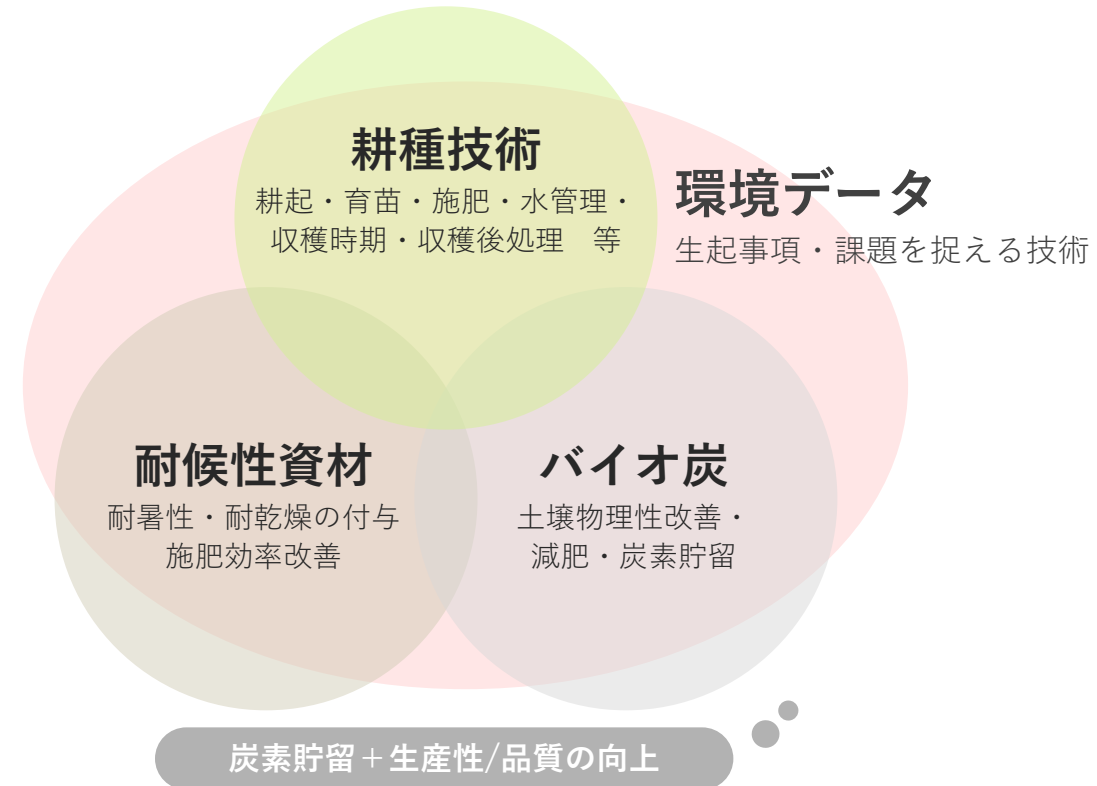 耕種技術
耕起・育苗・施肥・水管理・
収穫時期・収穫後処理　等
環境データ
生起事項・課題を捉える技術
耐候性資材
耐暑性・耐乾燥の付与
施肥効率改善
バイオ炭
土壌物理性改善・
減肥・炭素貯留
炭素貯留＋生産性/品質の向上